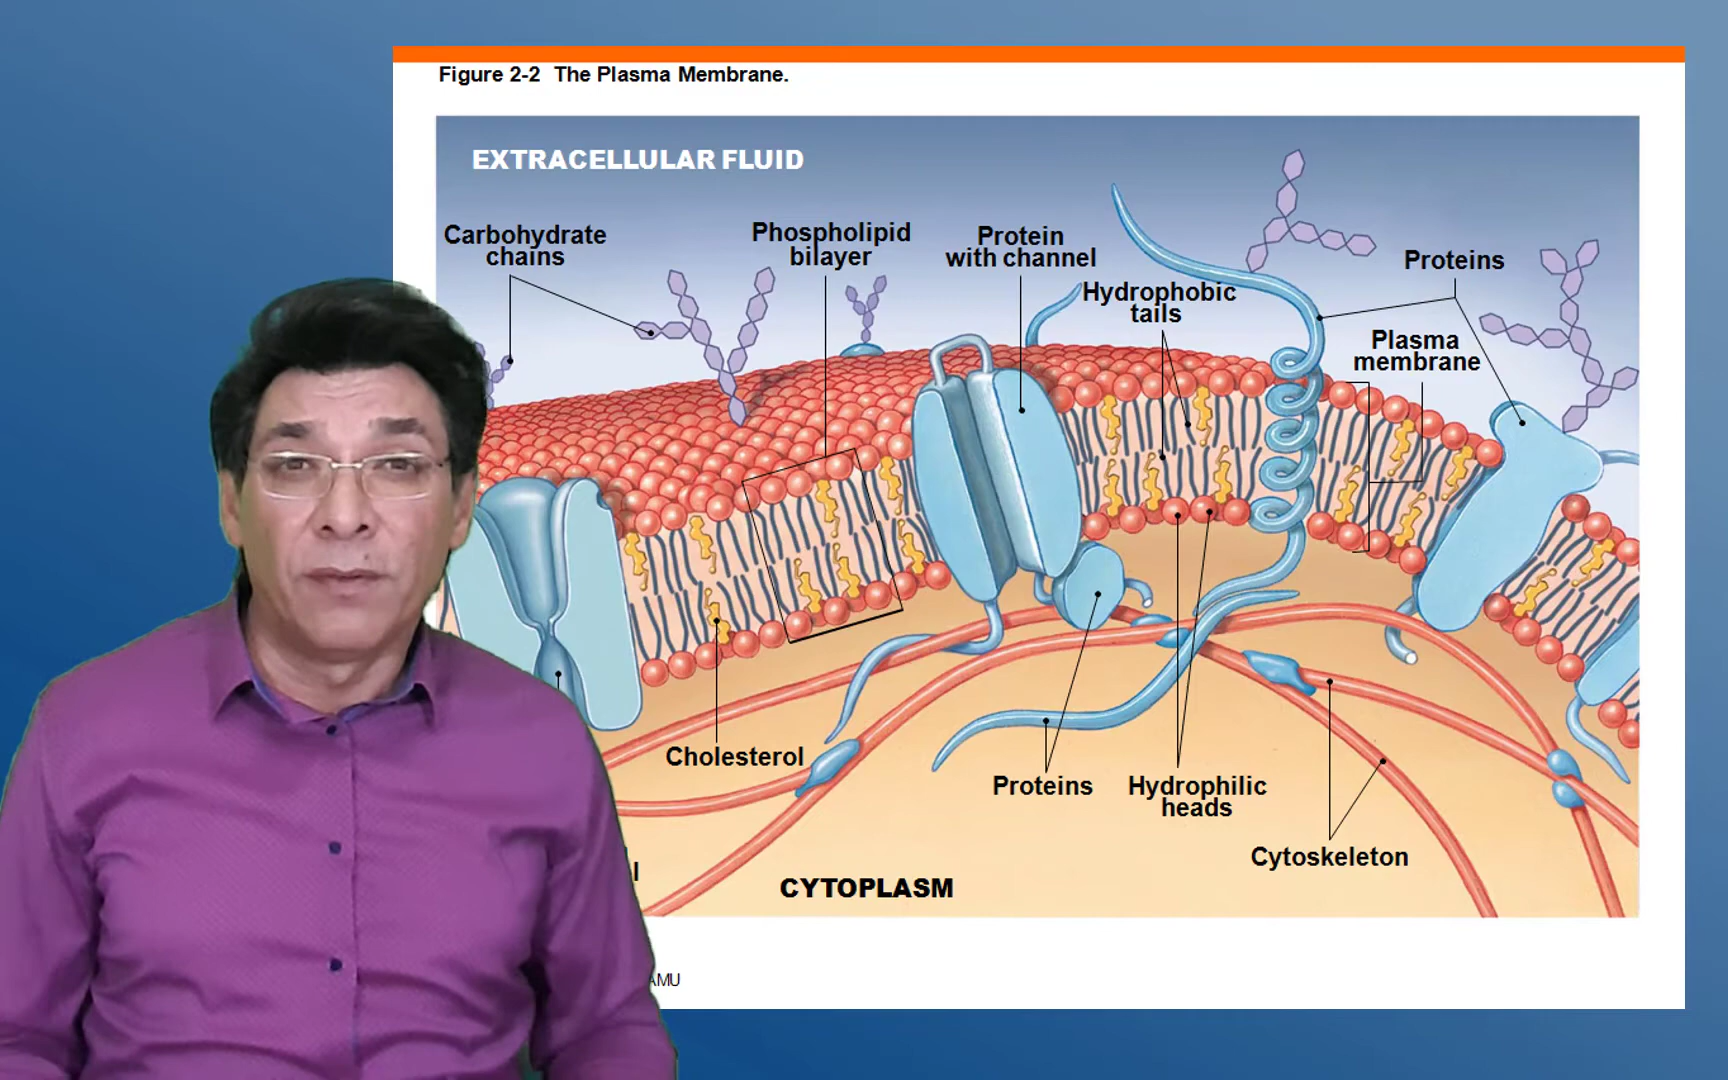 Figure 2-2 The Plasma Membrane.
EXTRACELLULAR FLUID
Carbohydrate
chains
Phospholipid
bilayer
Protein
with channel
Hydrophobic
tails
Proteins
Plasma
membrane
Cholesterol
Proteins
Hydrophilic
heads
Cytoskeleton
CYTOPLASM
AMU